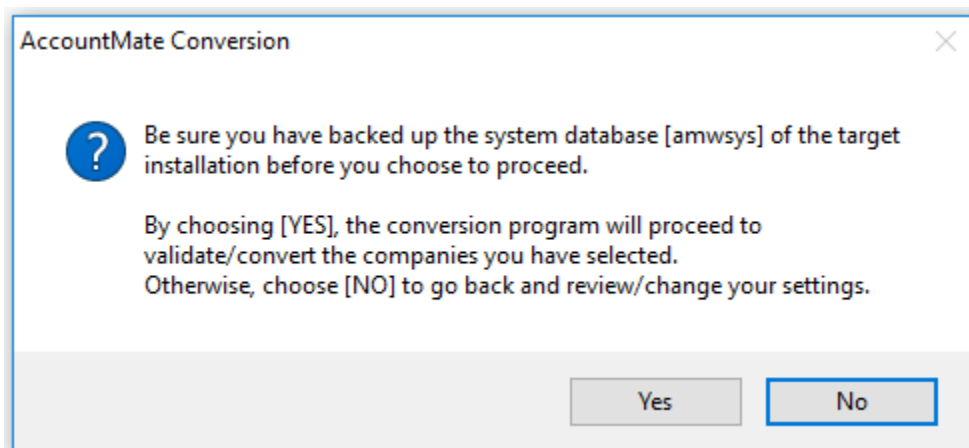 AccountMate Conversion
?
Be sure you have backed up the system database [amwsys] of the target
installation before you choose to proceed.
By choosing [YES], the conversion program will proceed to
validate/convert the companies you have selected.
Otherwise, choose [NO] to go back and review/change your settings.
Yes
No